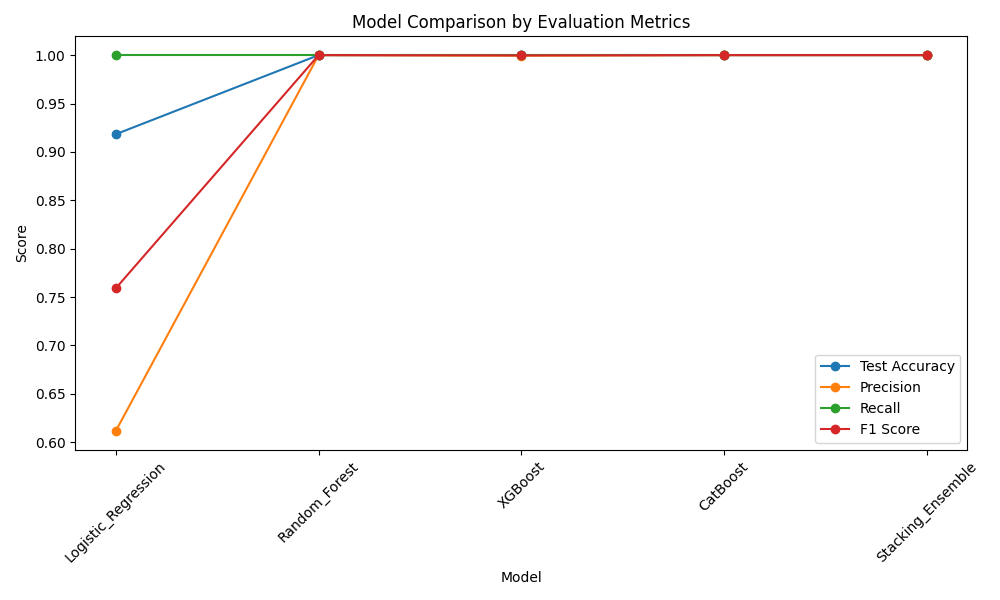 Model Comparison by Evaluation Metrics
Score
1.00
0.95
0.90
0.85
0.80
0.75
0.70
0.65
0.60
Test Accuracy
Precision
Recall
F1 Score
Logistic_Regression
Random_Forest
XGBoost
CatBoost
Stacking_Ensemble
Model